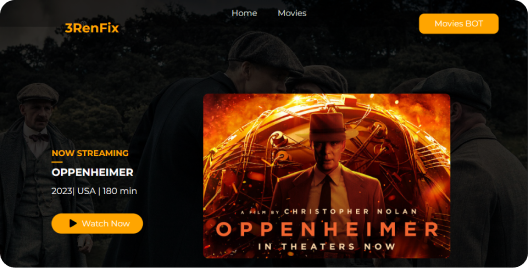 Home Movies
3RenFix
Movies BOT
NOW STREAMING
OPPENHEIMER
2023| USA | 180 min
Watch Now
A FILM BY CHRISTOPHER NOLAN
OPPENHEIMER
IN THEATERS NOW